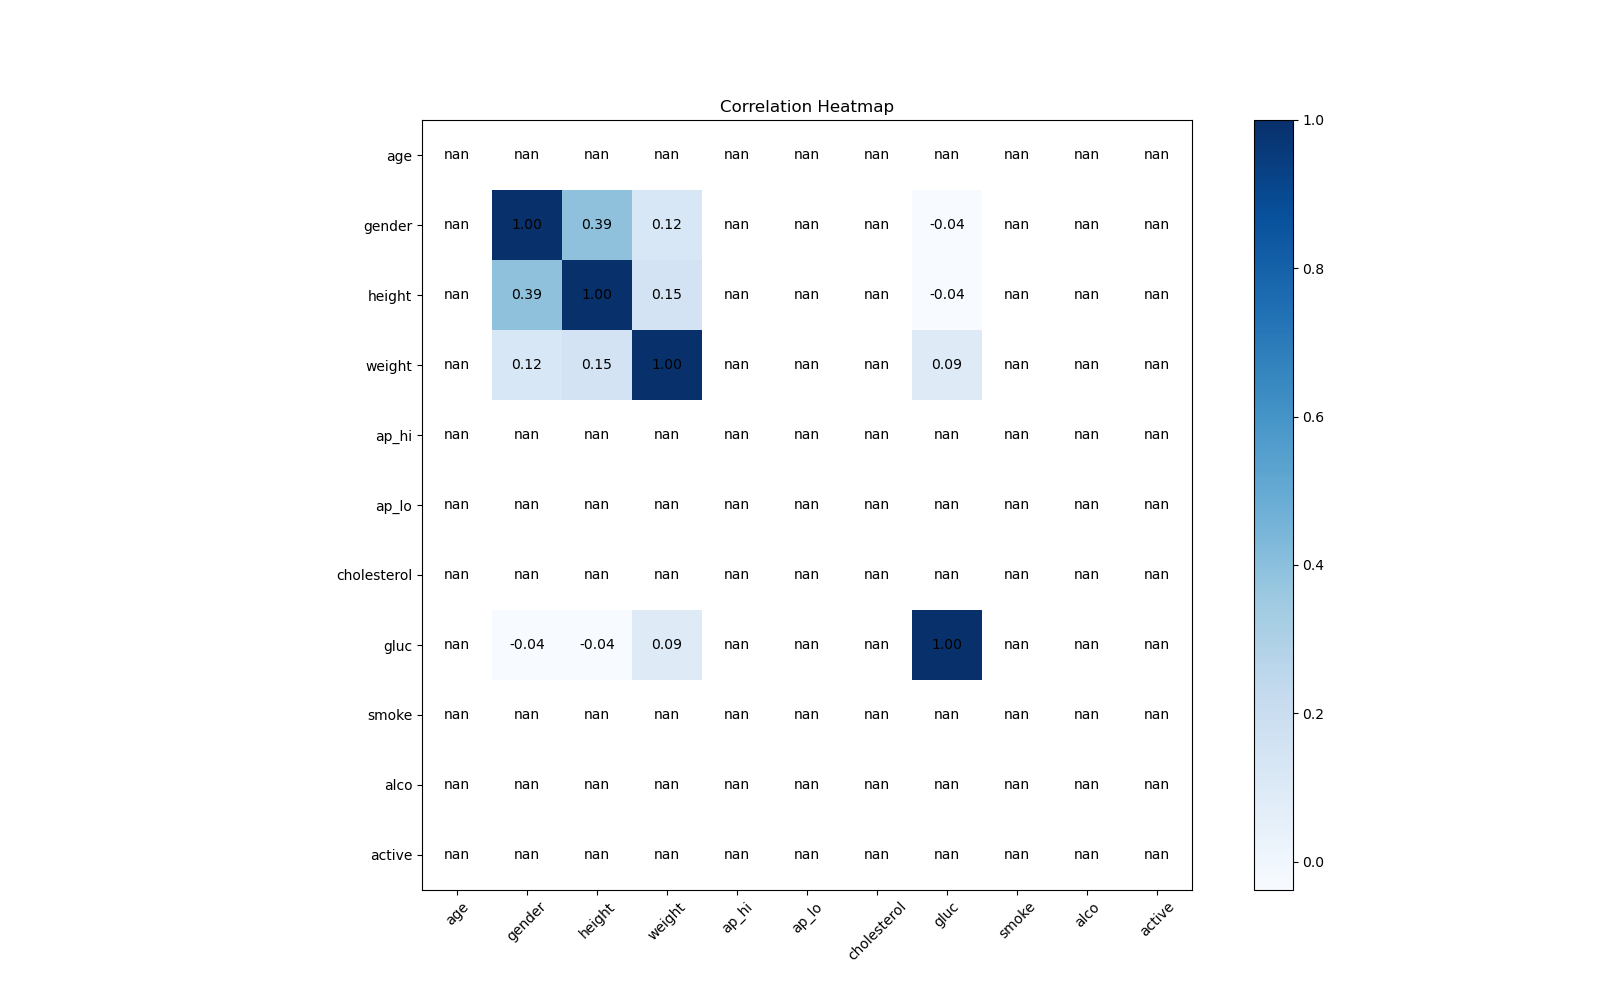 Correlation Heatmap
age nan nan nan nan nan nan nan nan nan nan nan
gender nan 1.00 0.39 0.12 nan nan nan -0.04 nan nan nan
height nan 0.39 1.00 0.15 nan nan nan -0.04 nan nan nan
weight nan 0.12 0.15 1.00 nan nan nan 0.09 nan nan nan
ap_hi nan nan nan nan nan nan nan nan nan nan nan
ap_lo nan nan nan nan nan nan nan nan nan nan nan
cholesterol nan nan nan nan nan nan nan nan nan nan nan
gluc nan -0.04 -0.04 0.09 nan nan nan 1.00 nan nan nan
smoke nan nan nan nan nan nan nan nan nan nan nan
alco nan nan nan nan nan nan nan nan nan nan nan
active nan nan nan nan nan nan nan nan nan nan nan
age gender height weight ap_hi ap_lo cholesterol gluc smoke alco active
1.0
0.8
0.6
0.4
0.2
0.0